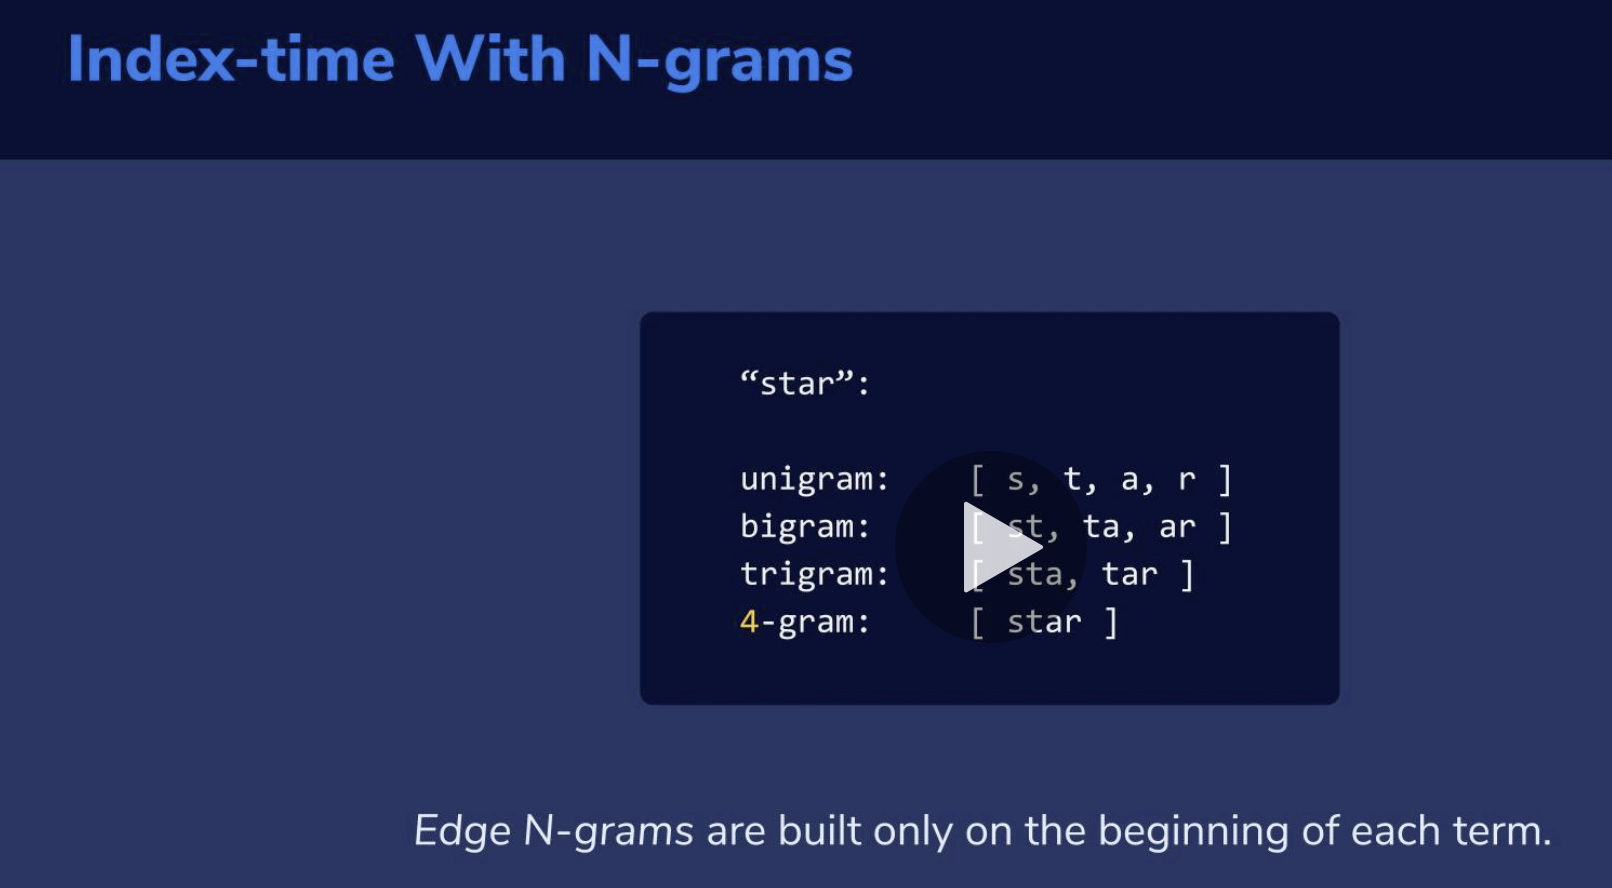 Index-time With N-grams
“star”:
unigram: [ s, t, a, r ]
bigram: [ st, ta, ar ]
trigram: [ sta, tar ]
4-gram: [ star ]
Edge N-grams are built only on the beginning of each term.